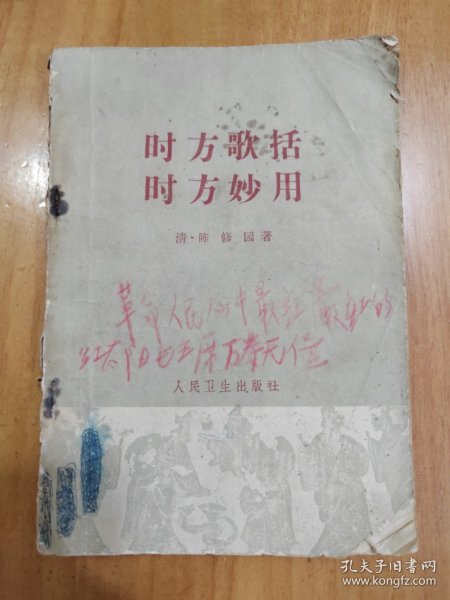 时方歌括
时方妙用
清·陈修园著
革命人民心中最红最红的
红太阳毛主席万寿无疆
人民卫生出版社
孔夫子旧书网
www.kongfz.com